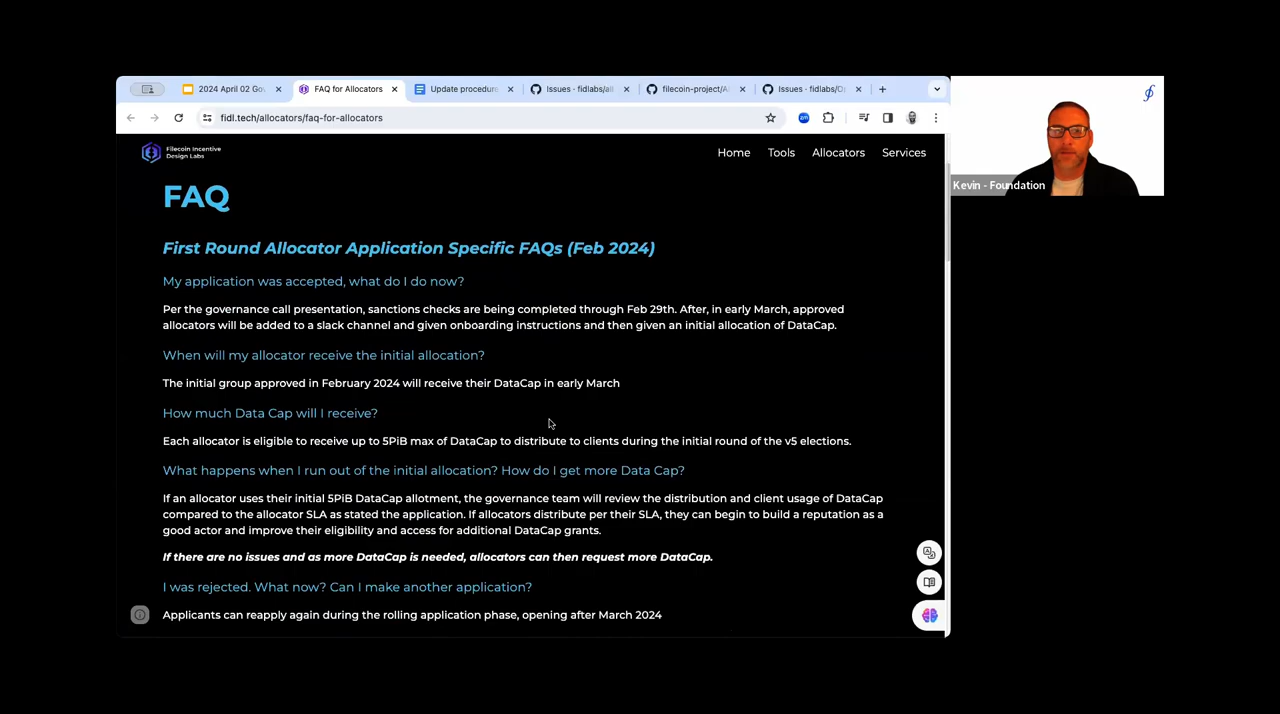 2024 April 02 Gov
FAQ for Allocators
Update procedure
Issues · fidlabs/all
filecoin-project/A
Issues · fidlabs/Op
fidl.tech/allocators/faq-for-allocators
zm
Filecoin Incentive
Design Labs
Home
Tools
Allocators
Services
Kevin - Foundation
FAQ
First Round Allocator Application Specific FAQs (Feb 2024)
My application was accepted, what do I do now?
Per the governance call presentation, sanctions checks are being completed through Feb 29th. After, in early March, approved
allocators will be added to a slack channel and given onboarding instructions and then given an initial allocation of DataCap.
When will my allocator receive the initial allocation?
The initial group approved in February 2024 will receive their DataCap in early March
How much Data Cap will I receive?
Each allocator is eligible to receive up to 5PiB max of DataCap to distribute to clients during the initial round of the v5 elections.
What happens when I run out of the initial allocation? How do I get more Data Cap?
If an allocator uses their initial 5PiB DataCap allotment, the governance team will review the distribution and client usage of DataCap
compared to the allocator SLA as stated the application. If allocators distribute per their SLA, they can begin to build a reputation as a
good actor and improve their eligibility and access for additional DataCap grants.
If there are no issues and as more DataCap is needed, allocators can then request more DataCap.
I was rejected. What now? Can I make another application?
Applicants can reapply again during the rolling application phase, opening after March 2024